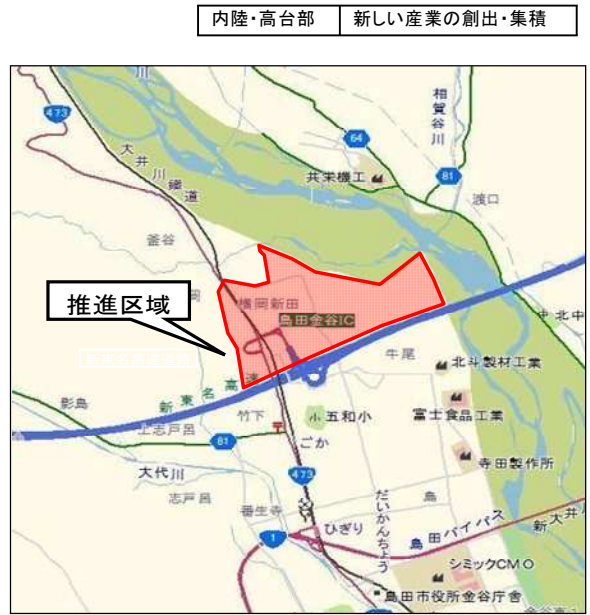 内陸・高台部 新しい産業の創出・集積
川
473
相賀谷川
64
大井川鐵道
共栄機工
81
渡口
釜谷
岡
推進区域
横岡新田
島田金谷IC
中北中
牛尾
北斗製材工業
新東名高速
影島
竹下
五和小
小
富士食品工業
上志戸呂
81
ごか
寺田製作所
大代川
473
志戸呂
番生寺
島
だいかんちょう
ひぎり
1
島田バイパス
新大井川
シミックCMO
島田市役所金谷庁舎